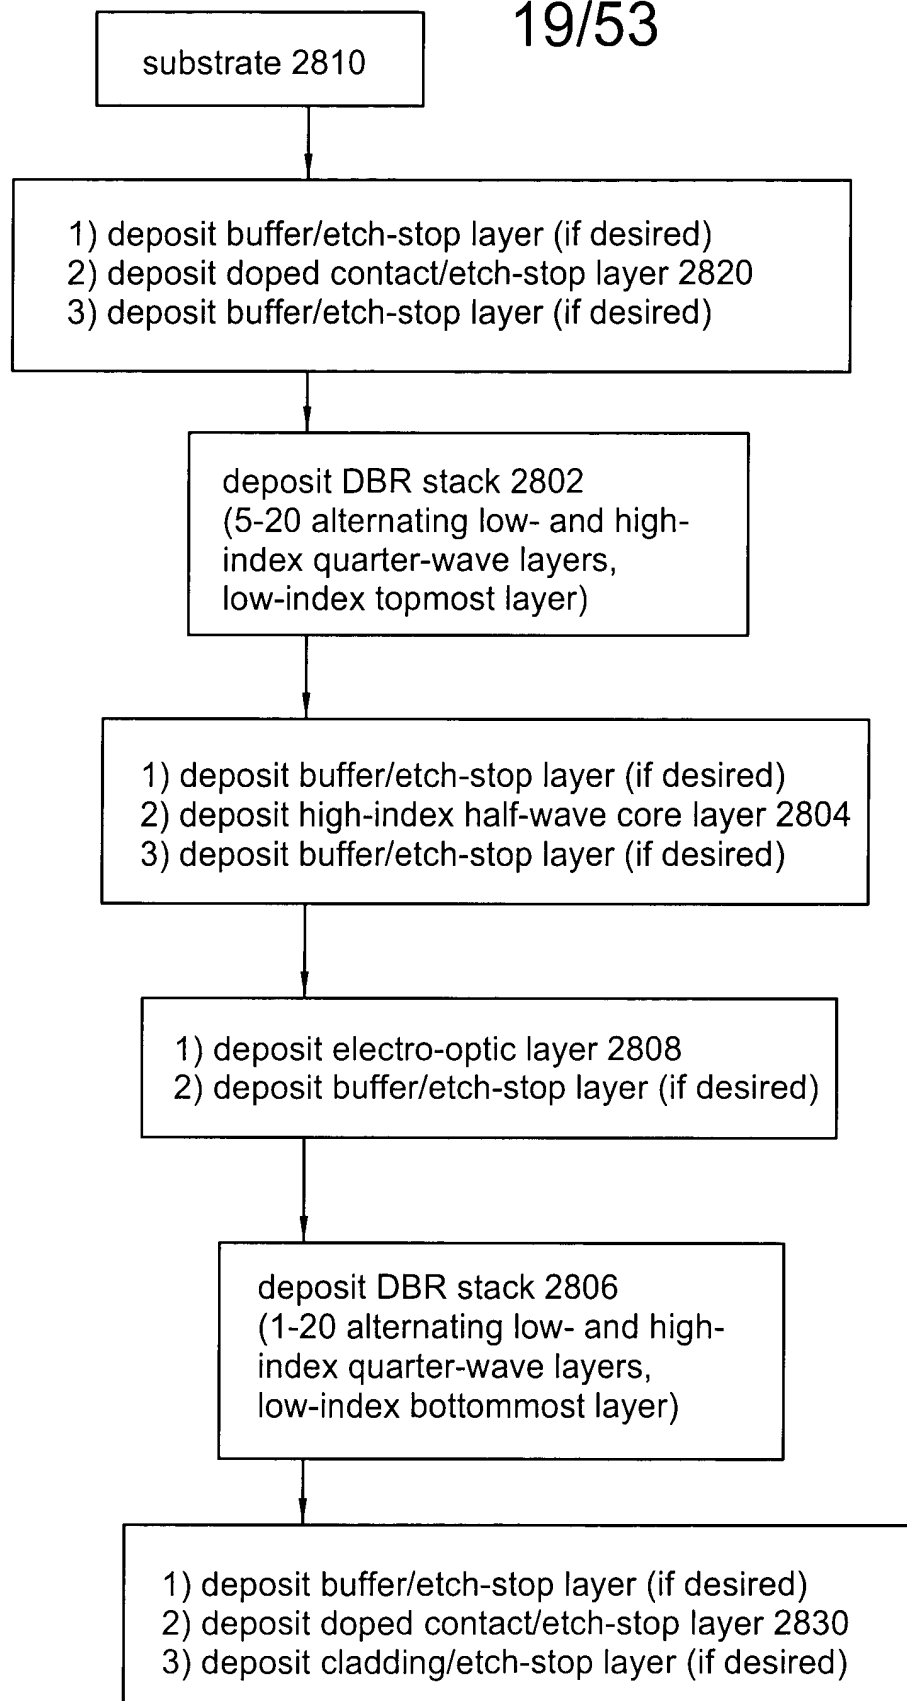 19/53
substrate 2810
1) deposit buffer/etch-stop layer (if desired)
2) deposit doped contact/etch-stop layer 2820
3) deposit buffer/etch-stop layer (if desired)
deposit DBR stack 2802
(5-20 alternating low- and high-
index quarter-wave layers,
low-index topmost layer)
1) deposit buffer/etch-stop layer (if desired)
2) deposit high-index half-wave core layer 2804
3) deposit buffer/etch-stop layer (if desired)
1) deposit electro-optic layer 2808
2) deposit buffer/etch-stop layer (if desired)
deposit DBR stack 2806
(1-20 alternating low- and high-
index quarter-wave layers,
low-index bottommost layer)
1) deposit buffer/etch-stop layer (if desired)
2) deposit doped contact/etch-stop layer 2830
3) deposit cladding/etch-stop layer (if desired)